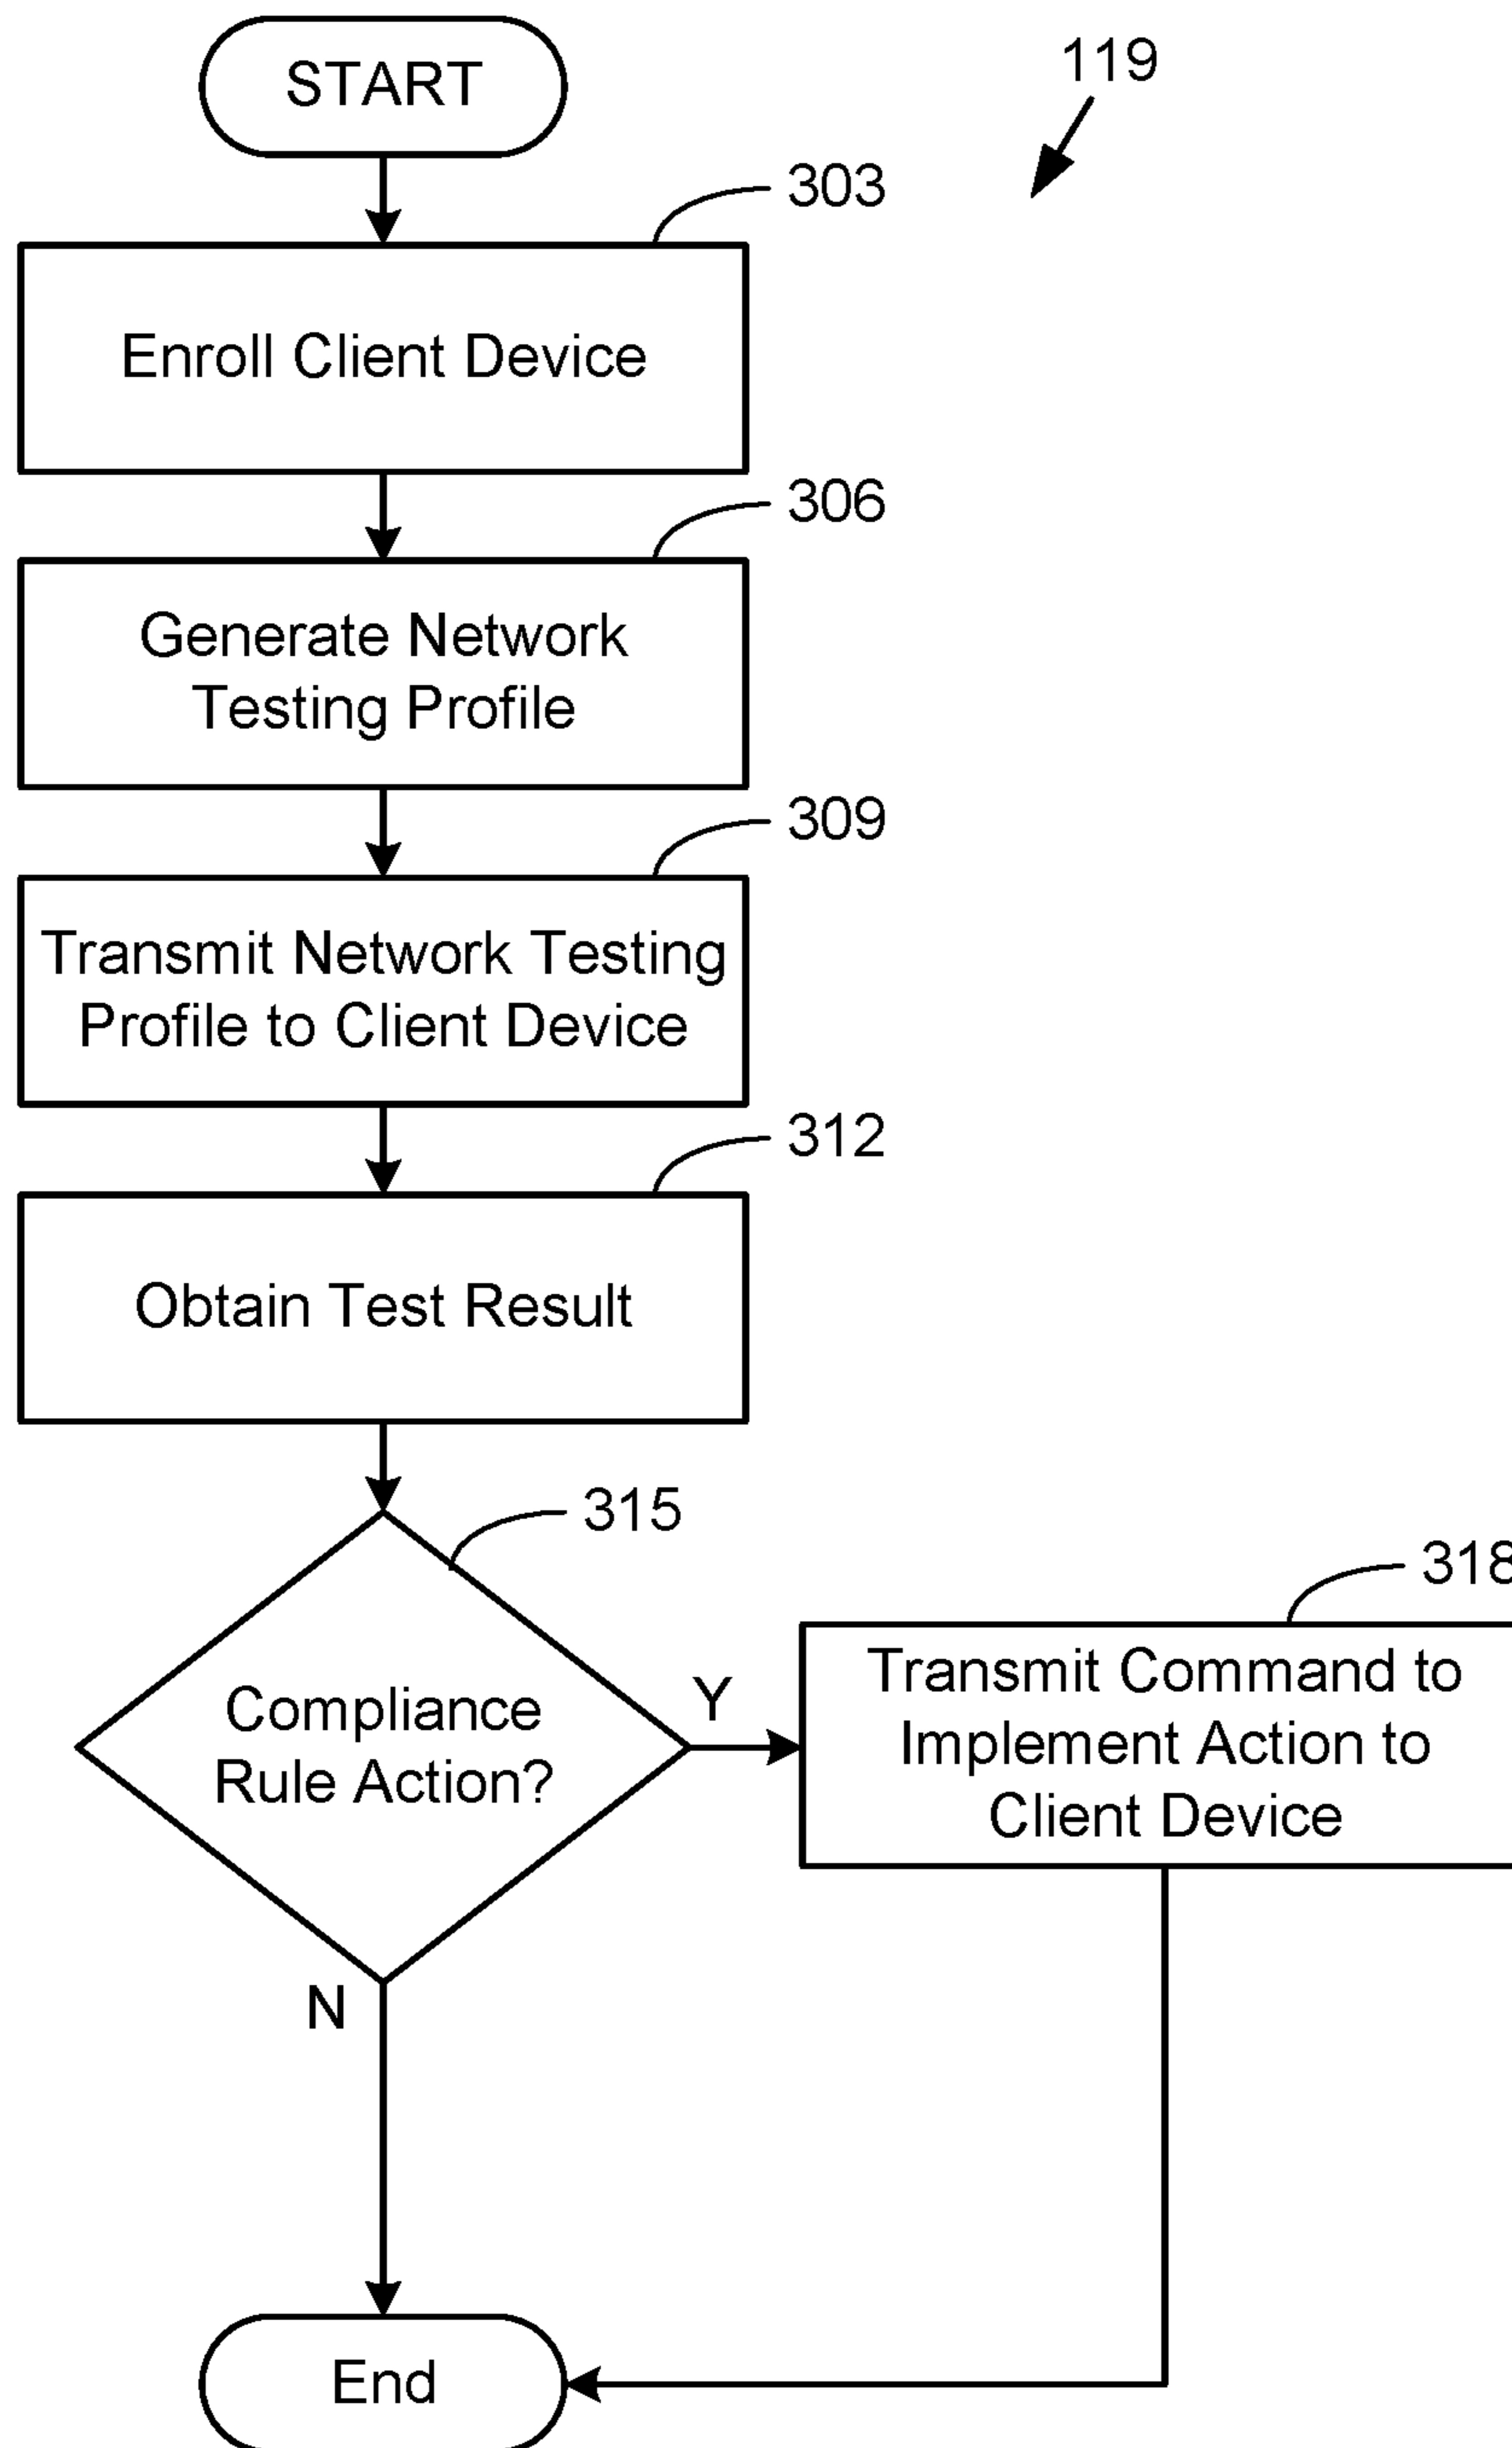 START
119
303
Enroll Client Device
306
Generate Network
Testing Profile
309
Transmit Network Testing
Profile to Client Device
312
Obtain Test Result
315
318
Compliance
Rule Action?
Y
Transmit Command to
Implement Action to
Client Device
N
End